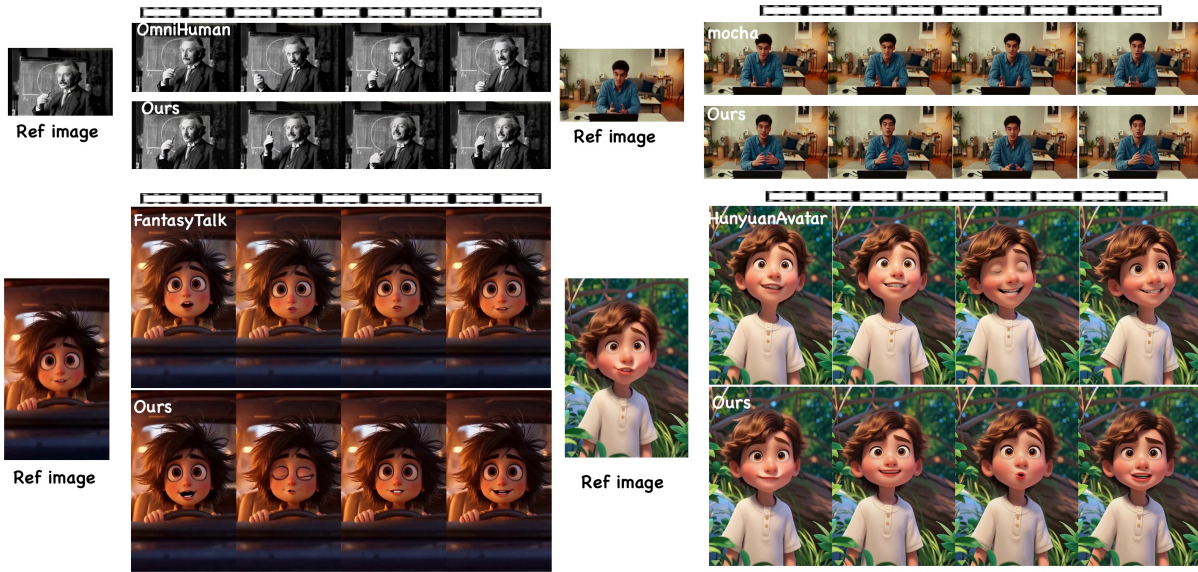 OmniHuman
Ours
Ref image
mocha
Ours
Ref image
FantasyTalk
Ours
Ref image
HunyuanAvatar
Ours
Ref image